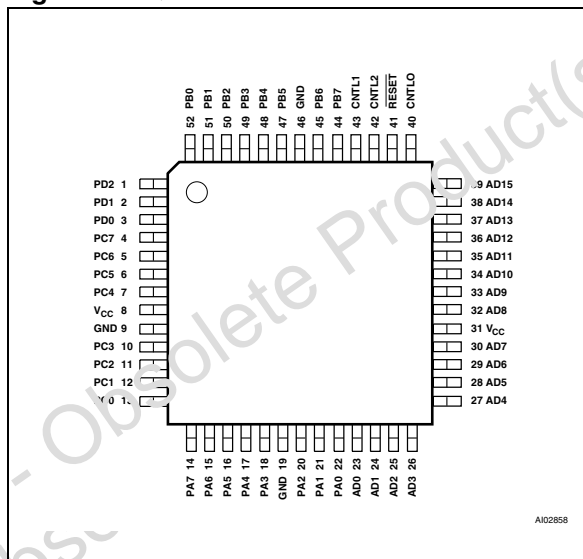 52 PB0
51 PB1
50 PB2
49 PB3
48 PB4
47 PB5
46 GND
45 PB6
44 PB7
43 CNTL1
42 CNTL2
41 RESET
40 CNTL0
PD2 1
PD1 2
PD0 3
PC7 4
PC6 5
PC5 6
PC4 7
VCC 8
GND 9
PC3 10
PC2 11
PC1 12
39 AD15
38 AD14
37 AD13
36 AD12
35 AD11
34 AD10
33 AD9
32 AD8
31 VCC
30 AD7
29 AD6
28 AD5
27 AD4
PA7 14
PA6 15
PA5 16
PA4 17
PA3 18
GND 19
PA2 20
PA1 21
PA0 22
AD0 23
AD1 24
AD2 25
AD3 26
AI02858
- Obsolete Product(s